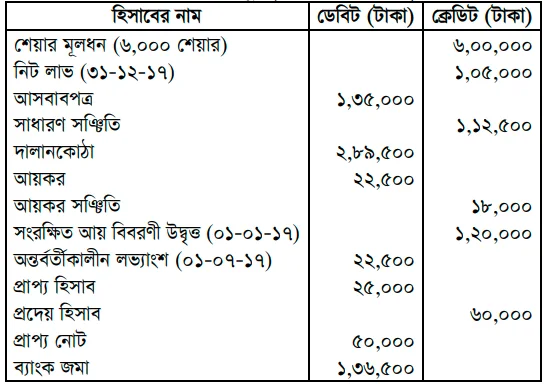 হিসাবের নাম ডেবিট (টাকা) ক্রেডিট (টাকা)
শেয়ার মূলধন (৬,০০০ শেয়ার) ৬,০০,০০০
নিট লাভ (৩১-১২-১৭) ১,০৫,০০০
আসবাবপত্র ১,৩৫,০০০
সাধারণ সঞ্চিতি ১,১২,৫০০
দালানকোঠা ২,৮৯,৫০০
আয়কর ২২,৫০০
আয়কর সঞ্চিতি ১৮,০০০
সংরক্ষিত আয় বিবরণী উদ্বৃত্ত (০১-০১-১৭) ১,২০,০০০
অন্তর্বর্তীকালীন লভ্যাংশ (০১-০৭-১৭) ২২,৫০০
প্রাপ্য হিসাব ২৫,০০০
প্রদেয় হিসাব ৬০,০০০
প্রাপ্য নোট ৫০,০০০
ব্যাংক জমা ১,৩৬,৫০০